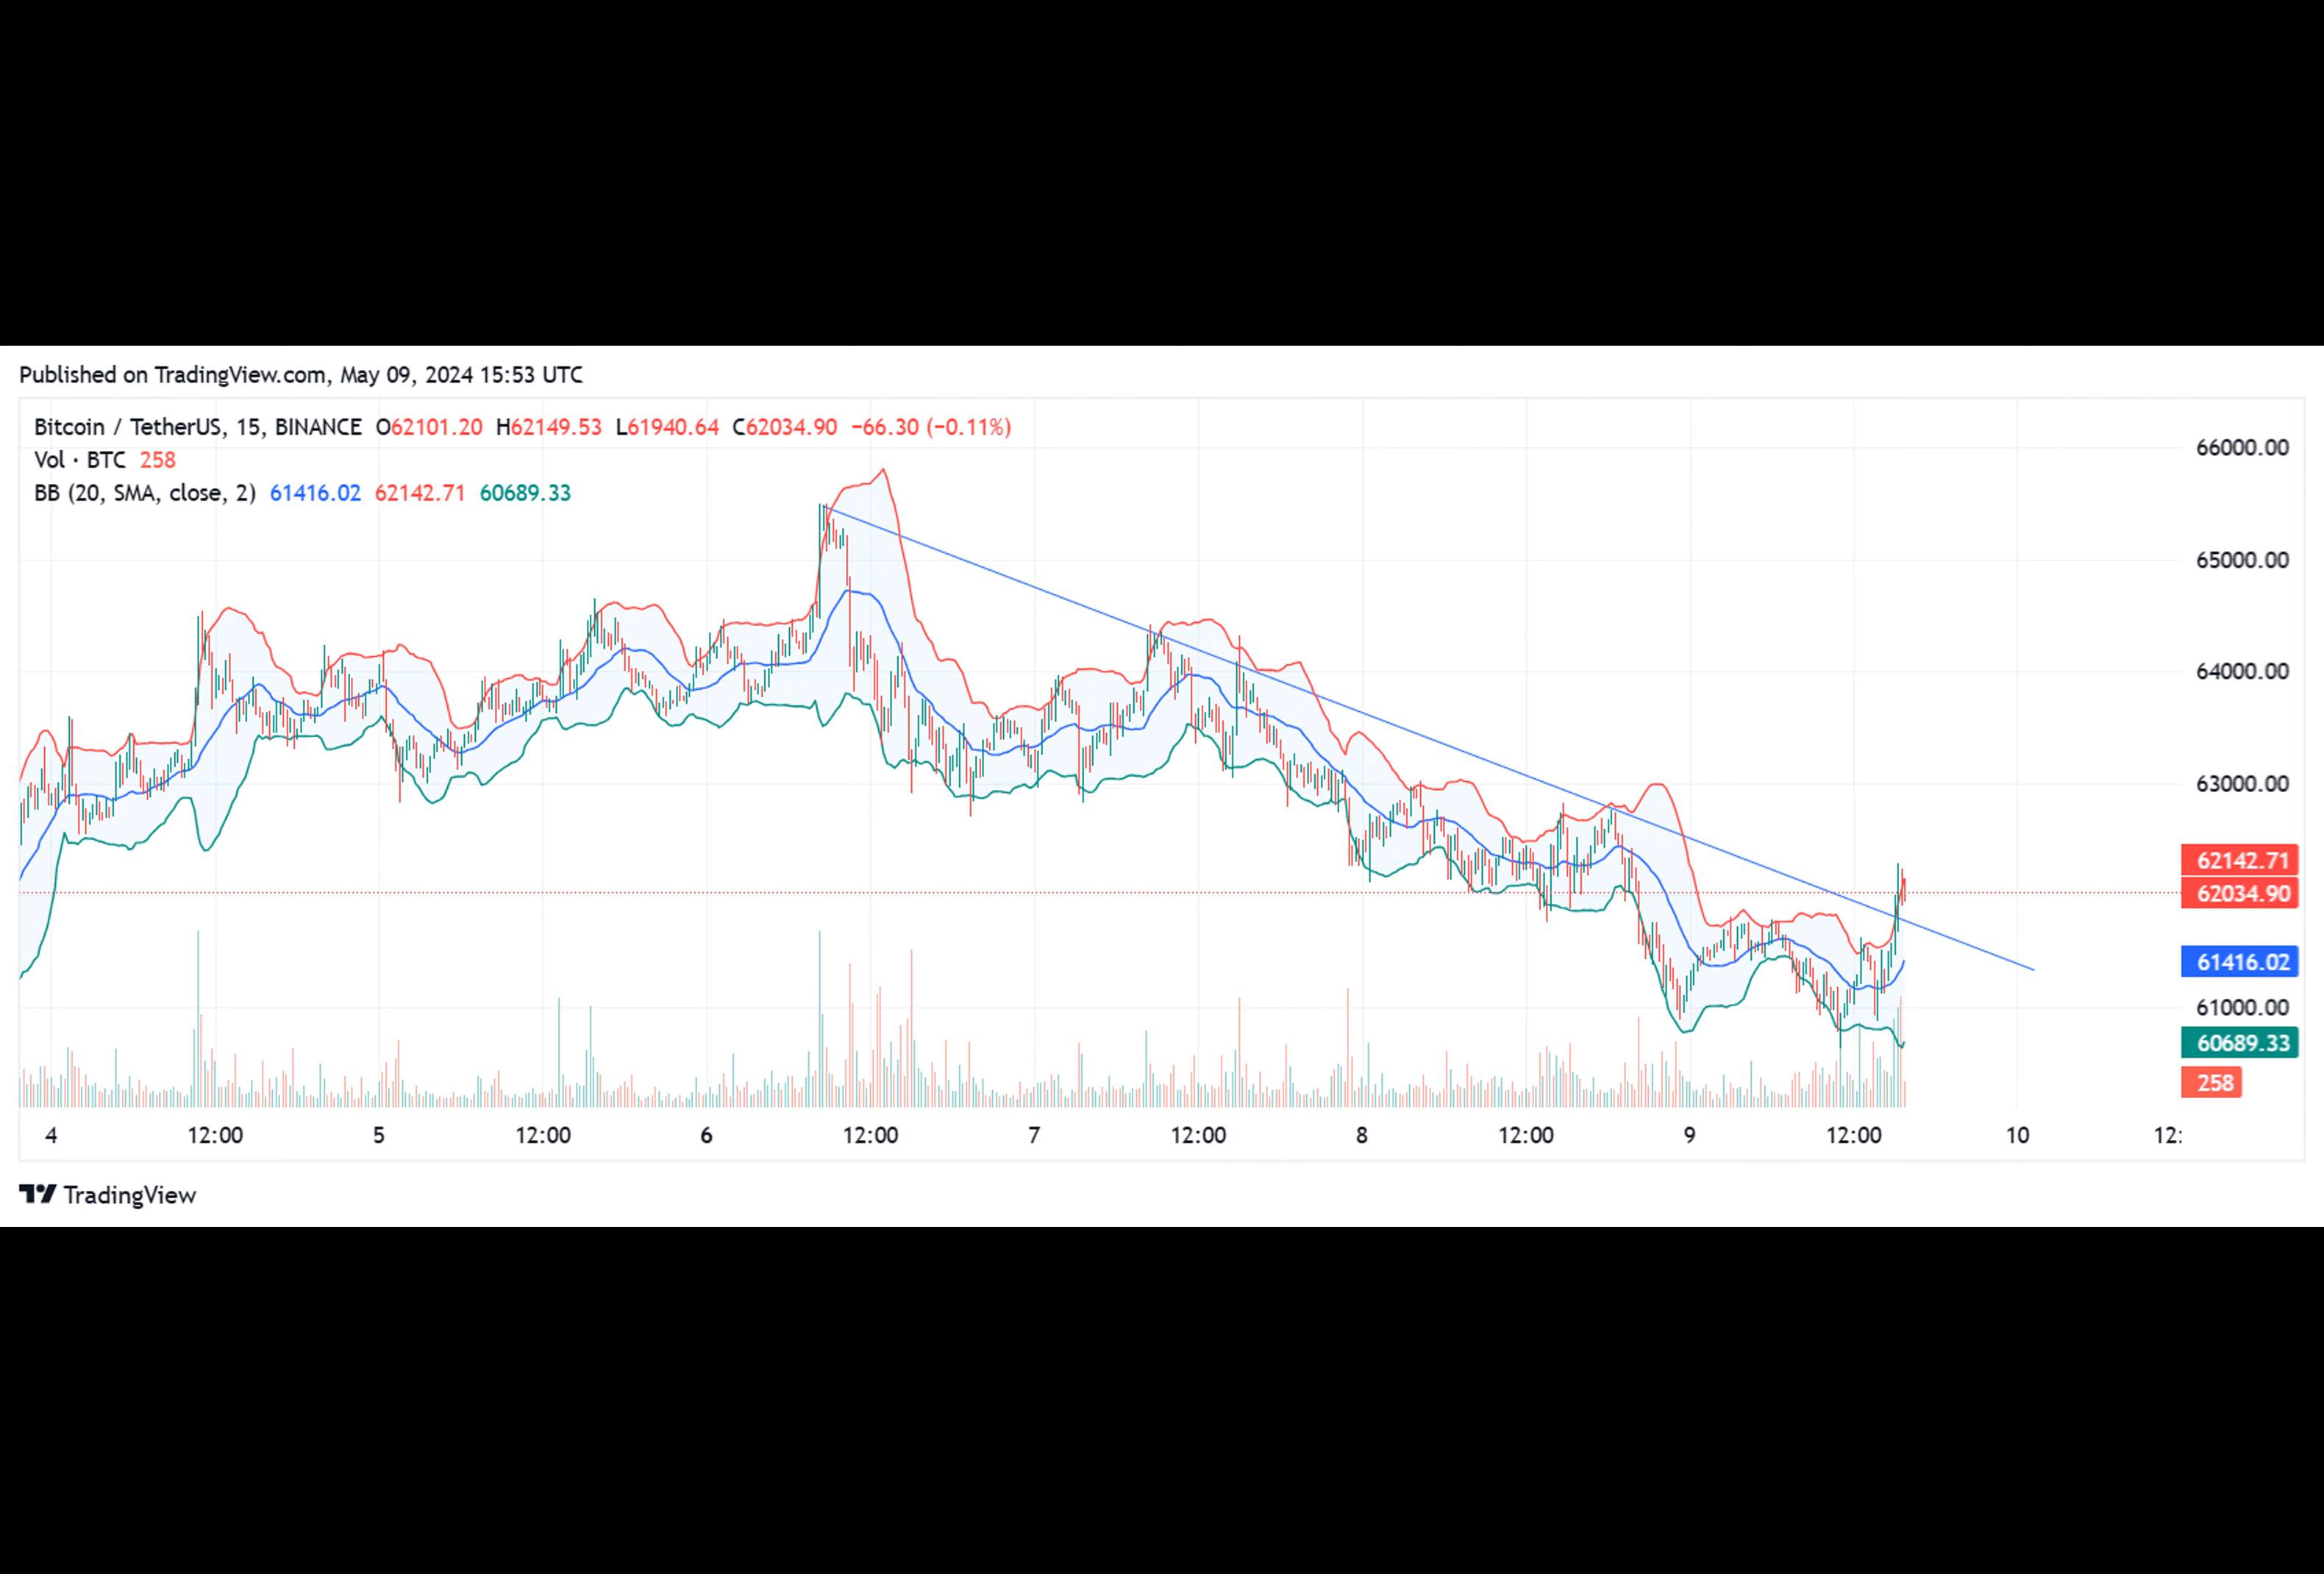 Published on TradingView.com, May 09, 2024 15:53 UTC
Bitcoin / TetherUS, 15, BINANCE O62101.20 H62149.53 L61940.64 C62034.90 −66.30 (−0.11%)
Vol · BTC 258
BB (20, SMA, close, 2) 61416.02 62142.71 60689.33
66000.00
65000.00
64000.00
63000.00
62142.71
62034.90
61416.02
61000.00
60689.33
258
4 12:00 5 12:00 6 12:00 7 12:00 8 12:00 9 12:00 10 12:
TradingView